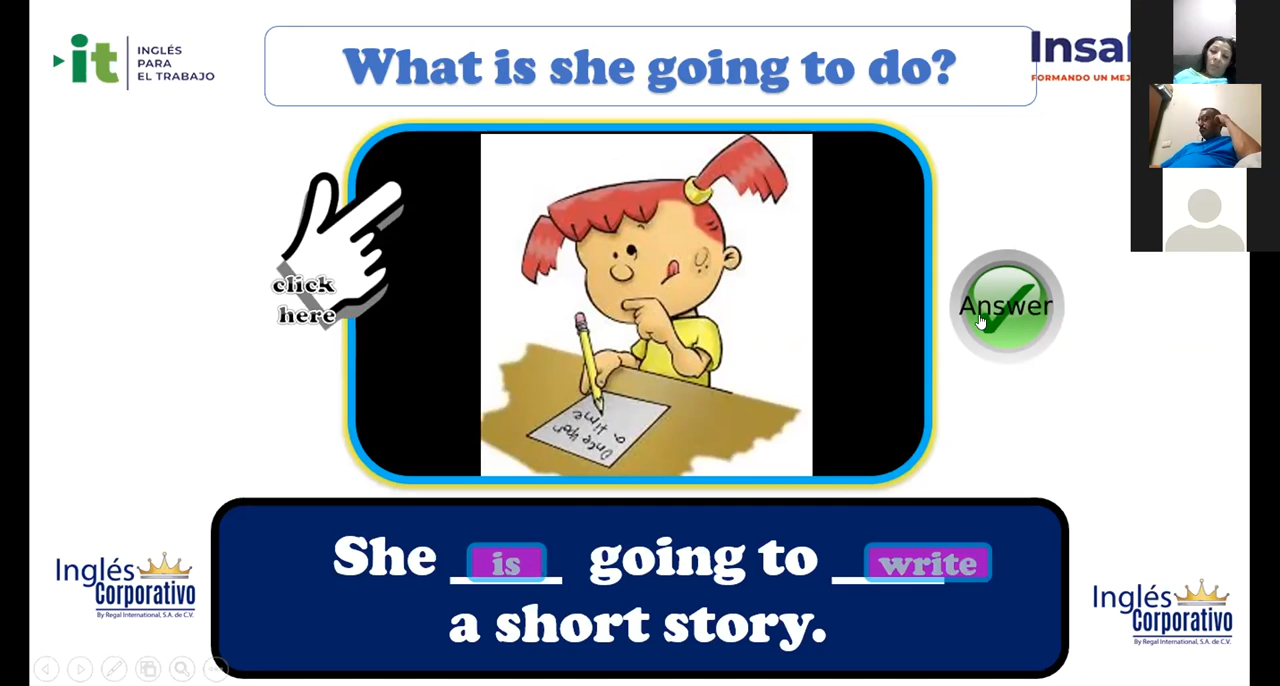 it
INGLÉS
PARA
EL TRABAJO
What is she going to do?
Insaf
FORMANDO UN MEJ
click
here
Once upon
a time
Answer
She is going to write
a short story.
Inglés
Corporativo
By Regal International, S.A. de C.V.
Inglés
Corporativo
By Regal International, S.A. de C.V.